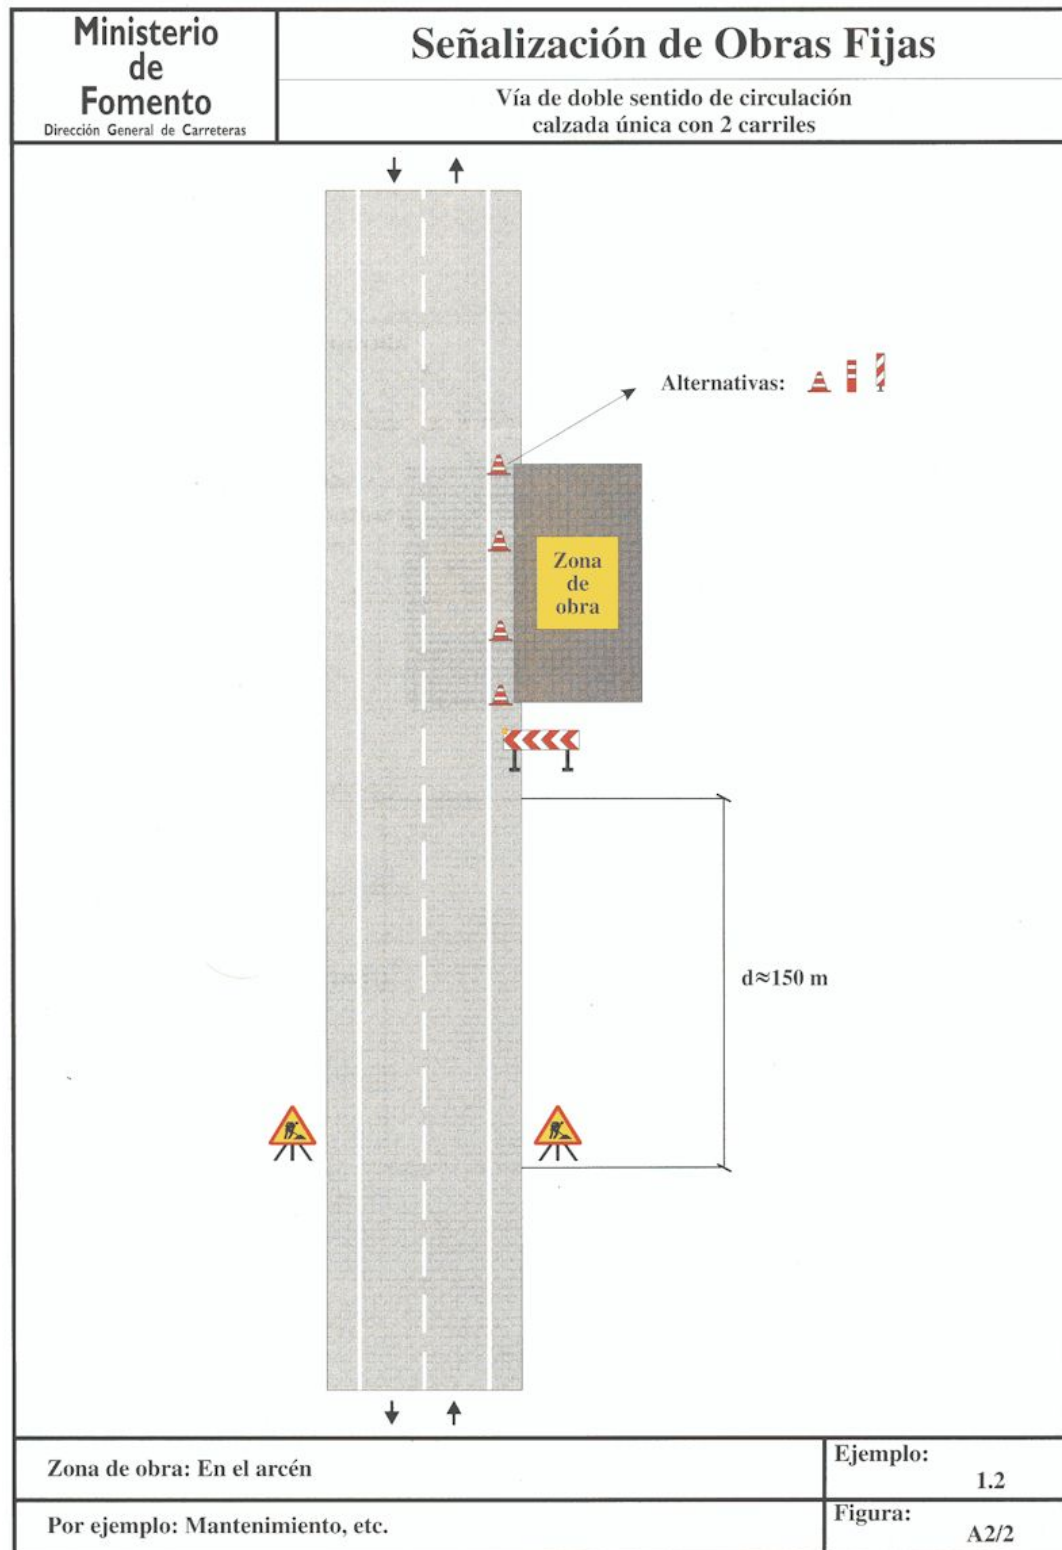 Ministerio
de
Fomento
Dirección General de Carreteras
Señalización de Obras Fijas
Vía de doble sentido de circulación
calzada única con 2 carriles
Alternativas:
Zona
de
obra
d≈150 m
Zona de obra: En el arcén
Ejemplo:
1.2
Por ejemplo: Mantenimiento, etc.
Figura:
A2/2